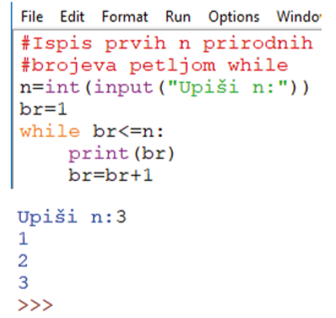 File Edit Format Run Options Windo
#Ispis prvih n prirodnih
#brojeva petljom while
n=int(input("Upiši n:"))
br=1
while br<=n:
    print(br)
    br=br+1
Upiši n:3
1
2
3
>>>